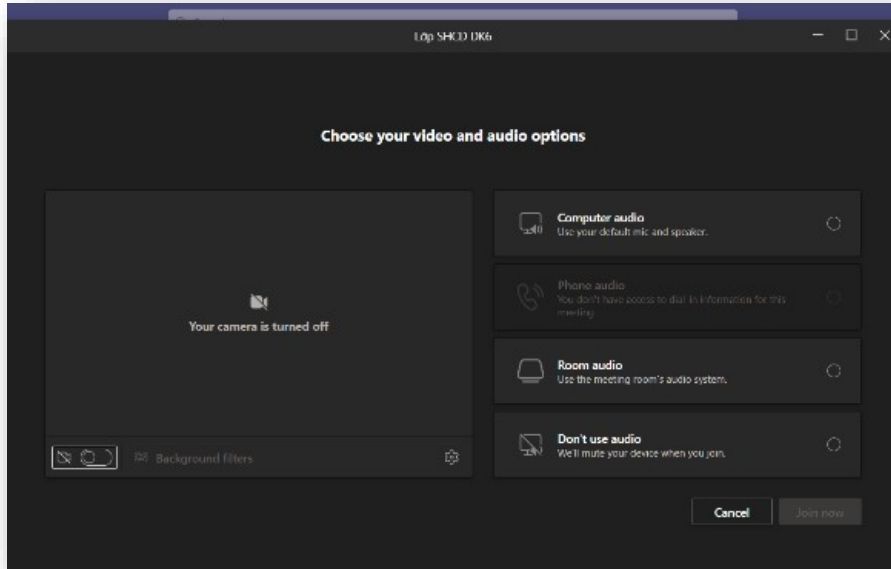 Lớp SHCD DK6
Choose your video and audio options
Your camera is turned off
Background filters
Computer audio
Use your default mic and speaker.
Phone audio
You don't have access to dial in information for this
meeting
Room audio
Use the meeting room's audio system.
Don't use audio
We'll mute your device when you join.
Cancel
Join now